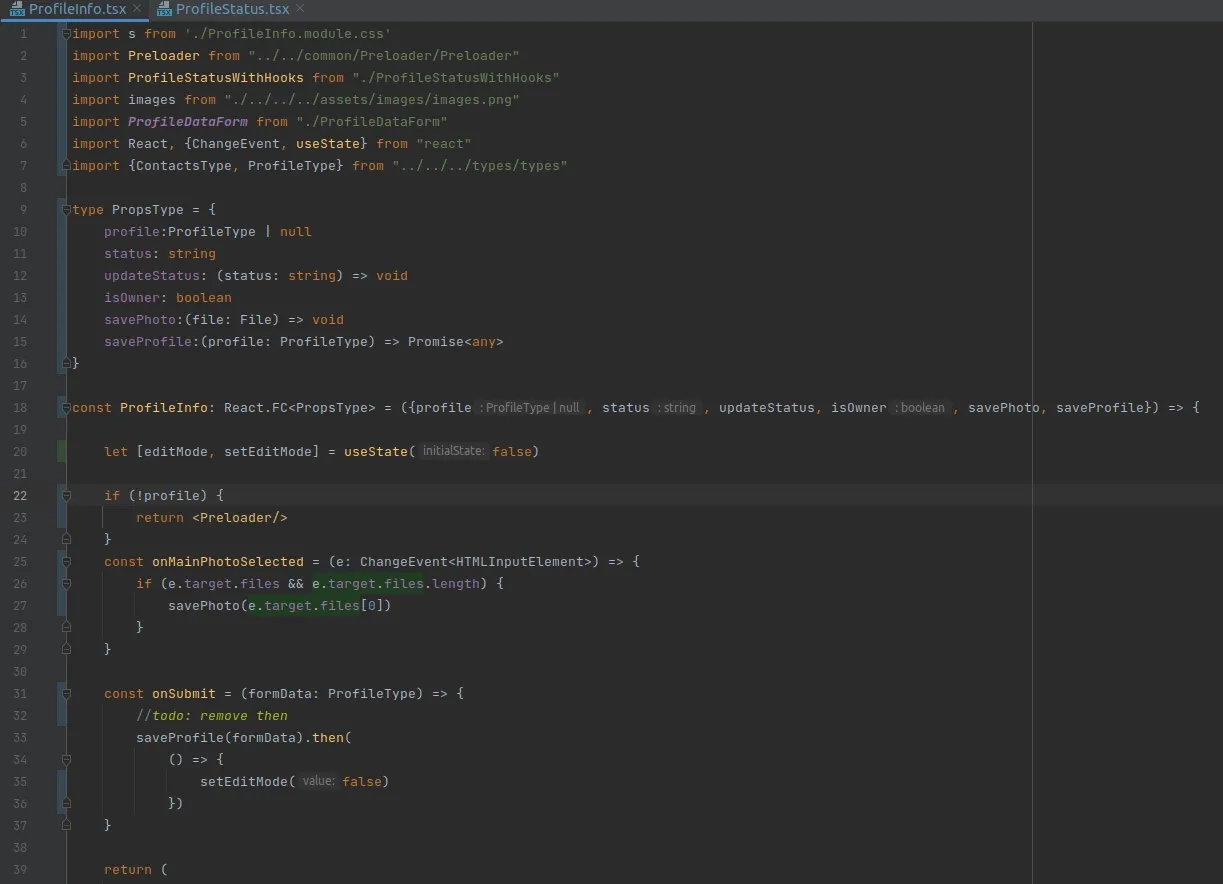 ProfileInfo.tsx × ProfileStatus.tsx ×
1 import s from './ProfileInfo.module.css'
2 import Preloader from "../../common/Preloader/Preloader"
3 import ProfileStatusWithHooks from "./ProfileStatusWithHooks"
4 import images from "./../../../assets/images/images.png"
5 import ProfileDataForm from "./ProfileDataForm"
6 import React, {ChangeEvent, useState} from "react"
7 import {ContactsType, ProfileType} from "../../../types/types"
8
9 type PropsType = {
10     profile:ProfileType | null
11     status: string
12     updateStatus: (status: string) => void
13     isOwner: boolean
14     savePhoto:(file: File) => void
15     saveProfile:(profile: ProfileType) => Promise<any>
16 }
17
18 const ProfileInfo: React.FC<PropsType> = ({profile : ProfileType | null , status : string , updateStatus, isOwner : boolean , savePhoto, saveProfile}) => {
19
20     let [editMode, setEditMode] = useState( initialState: false)
21
22     if (!profile) {
23         return <Preloader/>
24     }
25     const onMainPhotoSelected = (e: ChangeEvent<HTMLInputElement>) => {
26         if (e.target.files && e.target.files.length) {
27             savePhoto(e.target.files[0])
28         }
29     }
30
31     const onSubmit = (formData: ProfileType) => {
32         //todo: remove then
33         saveProfile(formData).then(
34             () => {
35                 setEditMode( value: false)
36             })
37     }
38
39     return (